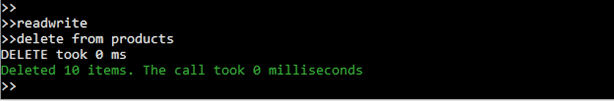 >>
>>readwrite
>>delete from products
DELETE took 0 ms
Deleted 10 items. The call took 0 milliseconds
>>